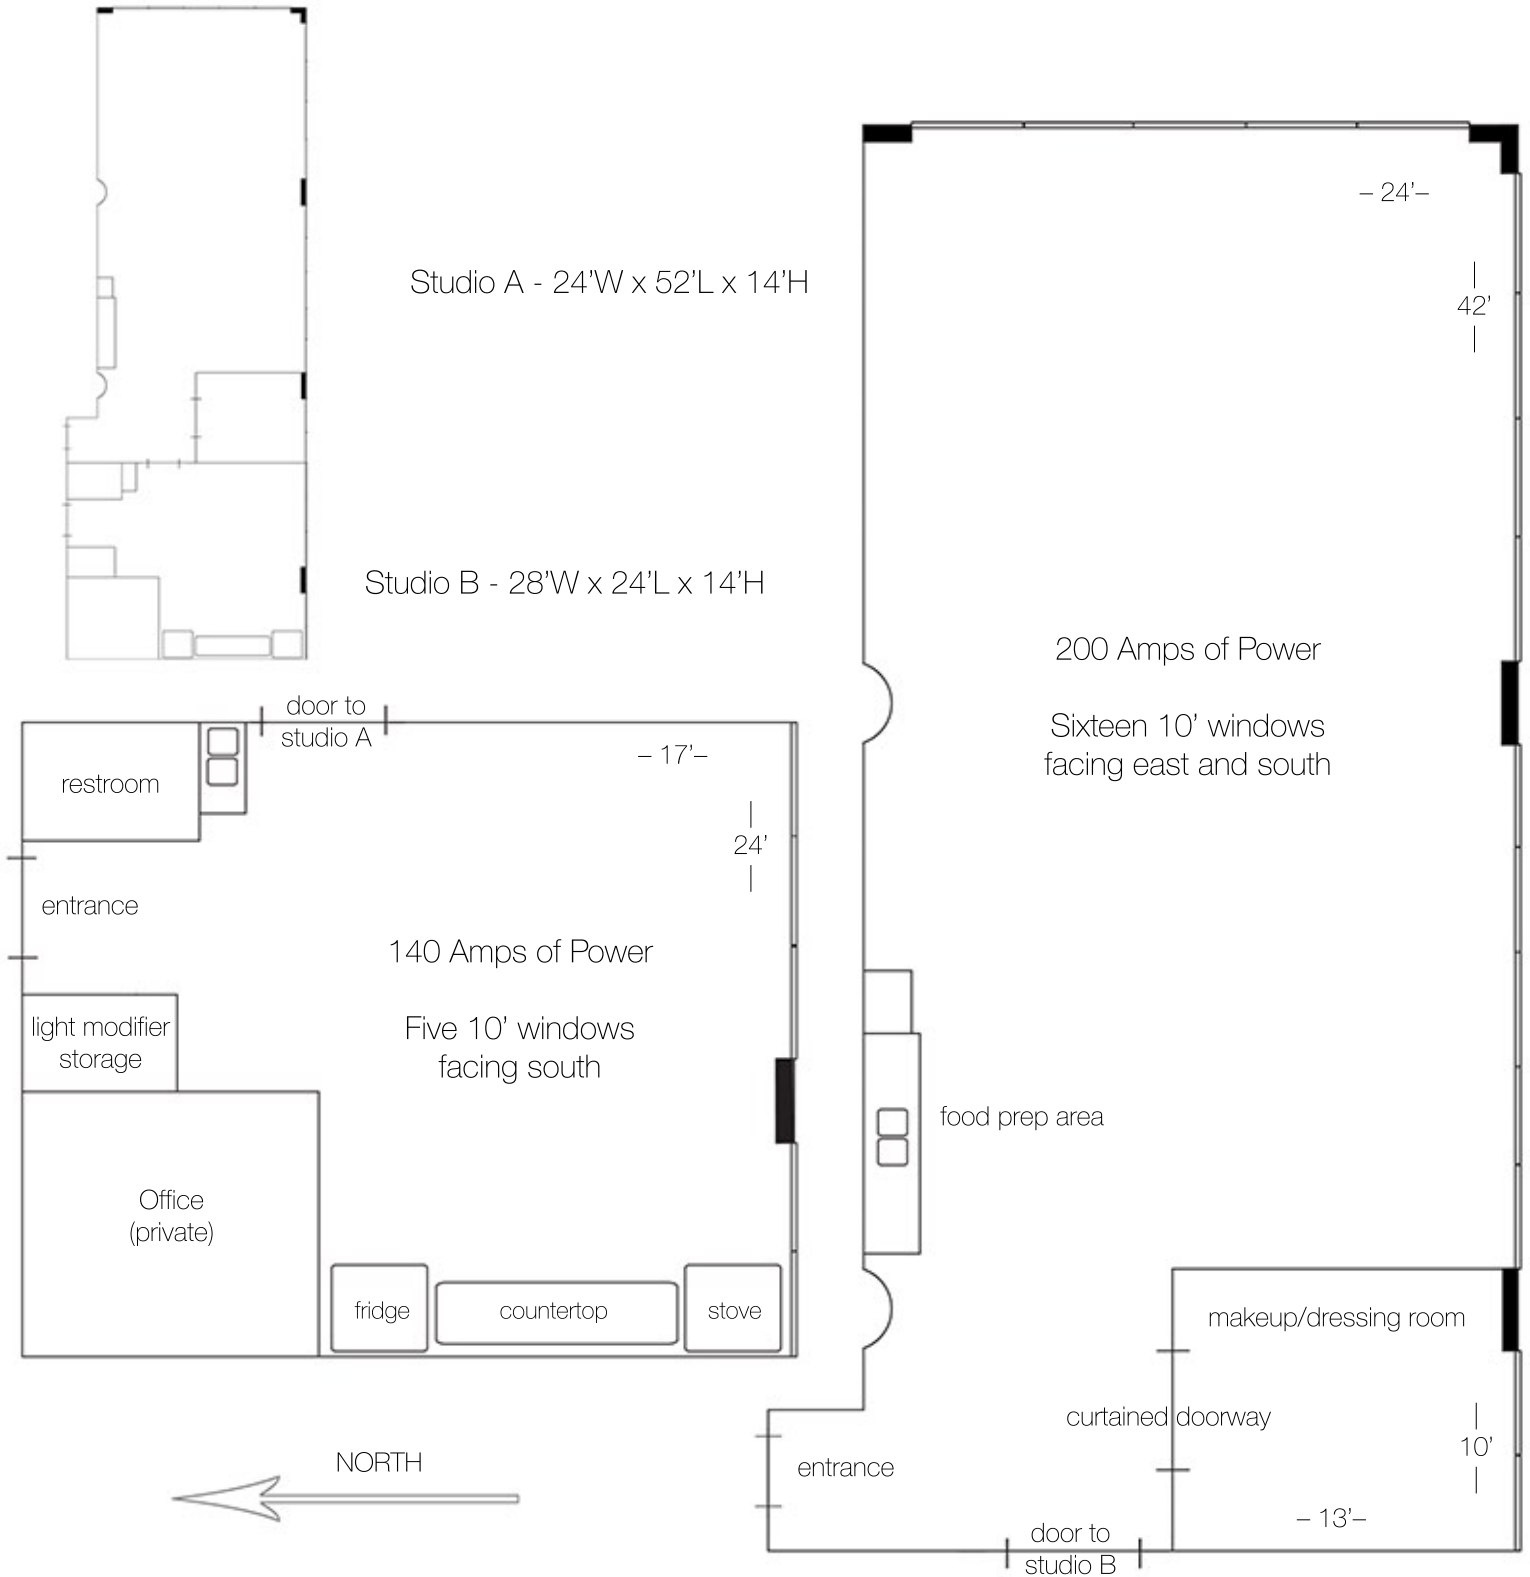 Studio A - 24’W x 52’L x 14’H
Studio B - 28’W x 24’L x 14’H
door to
studio A
restroom
– 17’–
24’
entrance
140 Amps of Power
Five 10’ windows
facing south
light modifier
storage
Office
(private)
fridge
countertop
stove
NORTH
– 24’–
42’
200 Amps of Power
Sixteen 10’ windows
facing east and south
food prep area
makeup/dressing room
curtained doorway
10’
entrance
– 13’–
door to
studio B